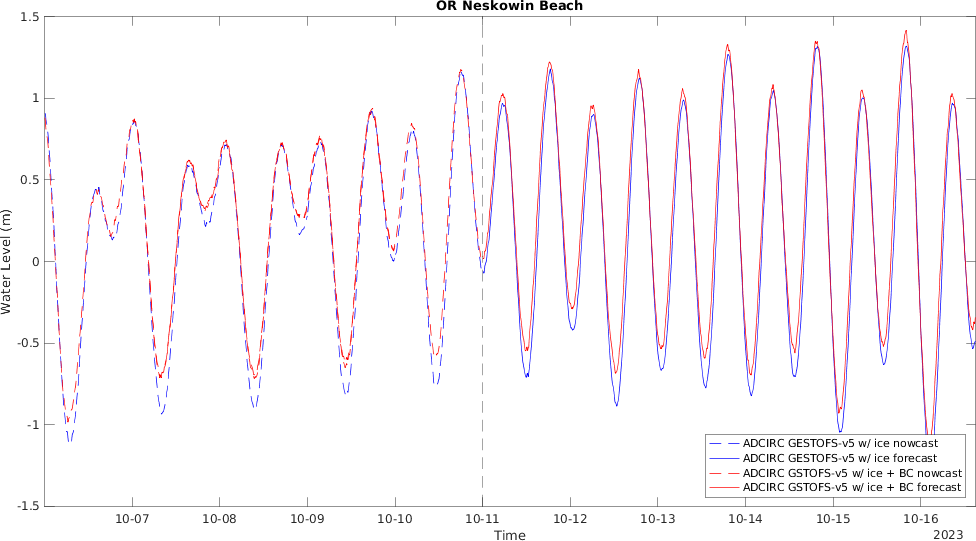 OR Neskowin Beach
1.5
1
0.5
0
-0.5
-1
-1.5
Water Level (m)
10-07 10-08 10-09 10-10 10-11 10-12 10-13 10-14 10-15 10-16
Time
2023
ADCIRC GESTOFS-v5 w/ ice nowcast
ADCIRC GESTOFS-v5 w/ ice forecast
ADCIRC GSTOFS-v5 w/ ice + BC nowcast
ADCIRC GSTOFS-v5 w/ ice + BC forecast